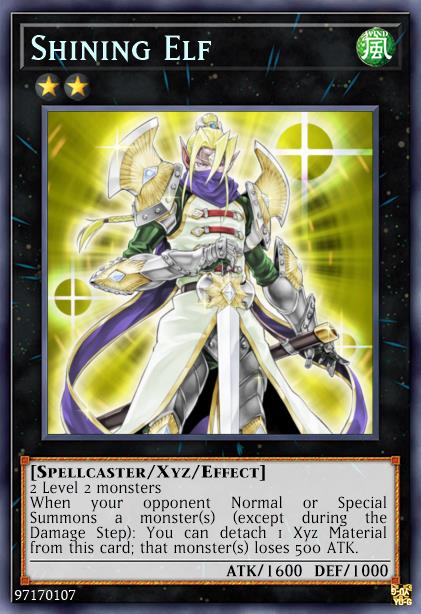 Shining Elf
WIND
風
[Spellcaster/Xyz/Effect]
2 Level 2 monsters
When your opponent Normal or Special
Summons a monster(s) (except during the
Damage Step): You can detach 1 Xyz Material
from this card; that monster(s) loses 500 ATK.
ATK/1600 DEF/1000
97170107